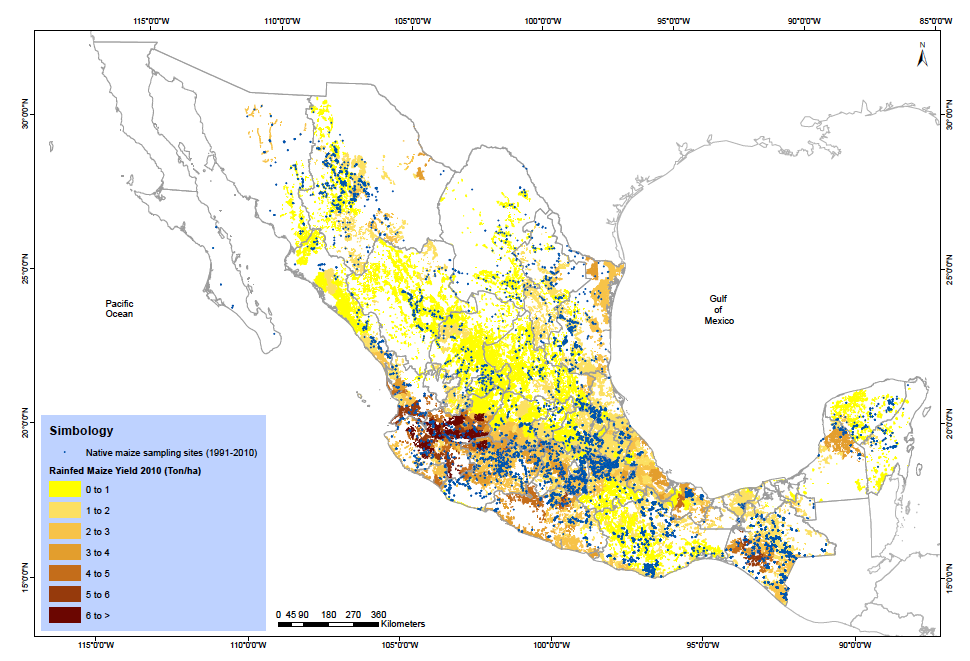 115°0'0"W 110°0'0"W 105°0'0"W 100°0'0"W 95°0'0"W 90°0'0"W 85°0'0"W
N
30°0'0"N 30°0'0"N
25°0'0"N 25°0'0"N
Pacific
Ocean
Gulf
of
Mexico
20°0'0"N 20°0'0"N
Simbology
Native maize sampling sites (1991-2010)
Rainfed Maize Yield 2010 (Ton/ha)
0 to 1
1 to 2
2 to 3
3 to 4
4 to 5
5 to 6
6 to >
15°0'0"N 15°0'0"N
0 45 90 180 270 360
Kilometers
115°0'0"W 110°0'0"W 105°0'0"W 100°0'0"W 95°0'0"W 90°0'0"W